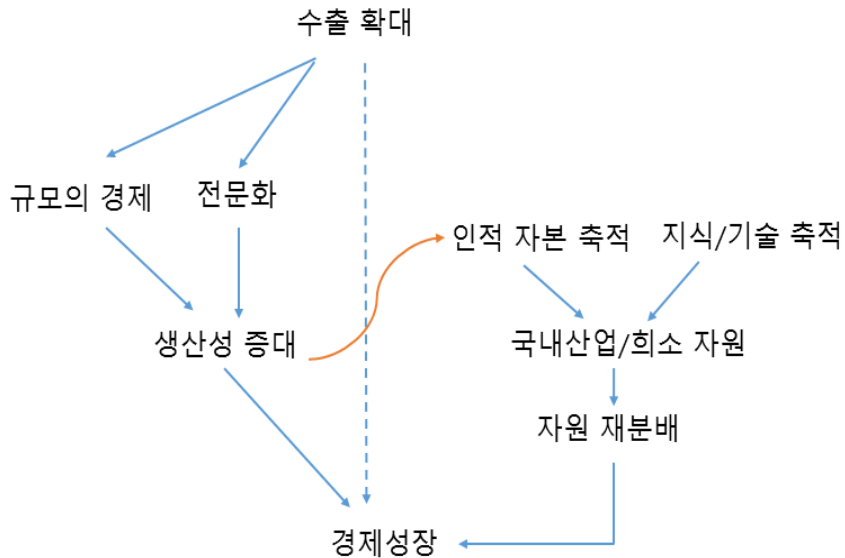 수출 확대
규모의 경제
전문화
인적 자본 축적
지식/기술 축적
생산성 증대
국내산업/희소 자원
자원 재분배
경제성장